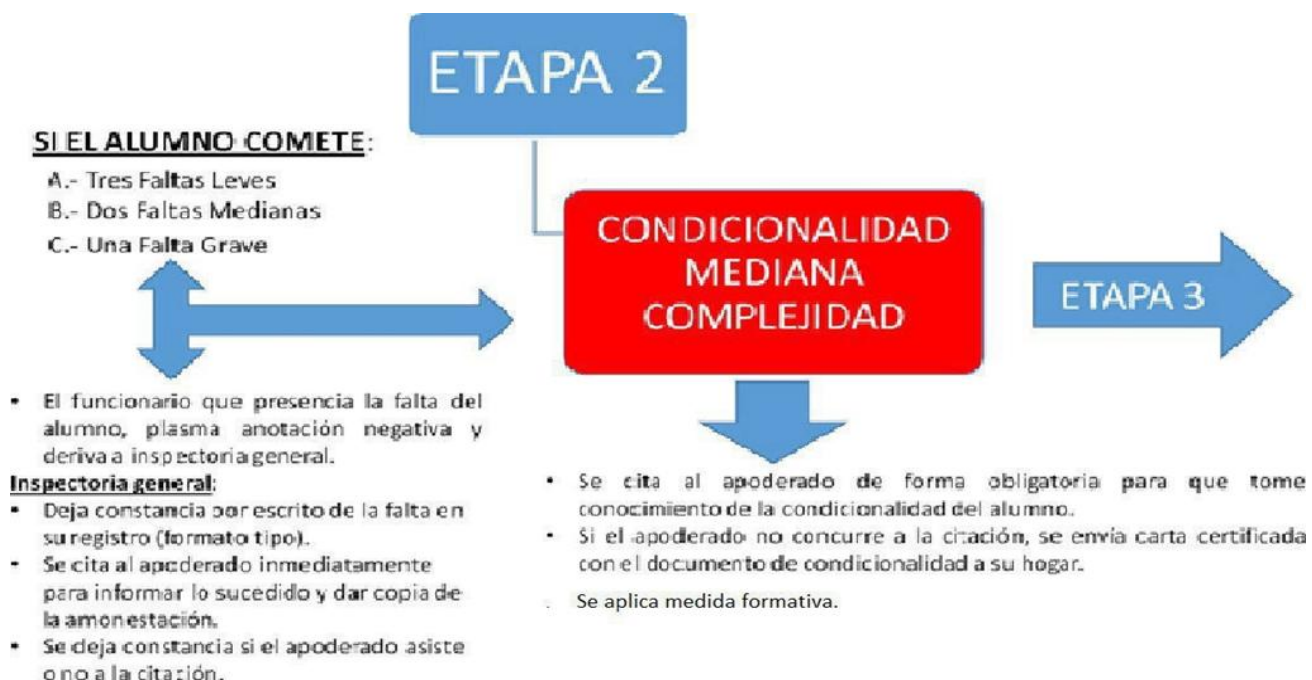 ETAPA 2
SI EL ALUMNO COMETE:
A.- Tres Faltas Leves
B.- Dos Faltas Medianas
C.- Una Falta Grave
CONDICIONALIDAD
MEDIANA
COMPLEJIDAD
ETAPA 3
• El funcionario que presencia la falta del
alumno, plasma anotación negativa y
deriva a inspectoria general.
Inspectoria general:
• Deja constancia por escrito de la falta en
su registro (formato tipo).
• Se cita al apoderado inmediatamente
para informar lo sucedido y dar copia de
la amonestación.
• Se deja constancia si el apoderado asiste
o no a la citación.
• Se cita al apoderado de forma obligatoria para que tome
conocimiento de la condicionalidad del alumno.
• Si el apoderado no concurre a la citación, se envía carta certificada
con el documento de condicionalidad a su hogar.
. Se aplica medida formativa.